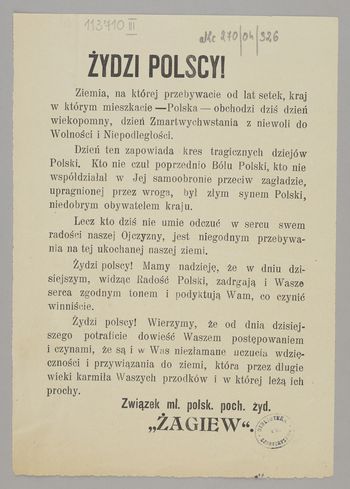 113710 III
ŻYDZI POLSCY!
Ziemia, na której przebywacie od lat setek, kraj
w którym mieszkacie — Polska — obchodzi dziś dzień
wiekopomny, dzień Zmartwychwstania z niewoli do
Wolności i Niepodległości.
Dzień ten zapowiada kres tragicznych dziejów
Polski. Kto nie czuł poprzednio Bólu Polski, kto nie
współdziałał w Jej samoobronie przeciw zagładzie,
upragnionej przez wroga, był złym synem Polski,
niedobrym obywatelem kraju.
Lecz kto dziś nie umie odczuć w sercu swem
radości naszej Ojczyzny, jest niegodnym przebywa-
nia na tej ukochanej naszej ziemi.
Żydzi polscy! Mamy nadzieję, że w dniu dzi-
siejszym, widząc Radość Polski, zadrgają i Wasze
serca zgodnym tonem i podyktują Wam, co czynić
winniście.
Żydzi polscy! Wierzymy, że od dnia dzisiej-
szego potraficie dowieść Waszem postępowaniem
i czynami, że są i w Was niezłamane uczucia wdzię-
czności i przywiązania do ziemi, która przez długie
wieki karmiła Waszych przodków i w której leżą ich
prochy.
Związek mł. polsk. poch. żyd.
„ŻAGIEW“.